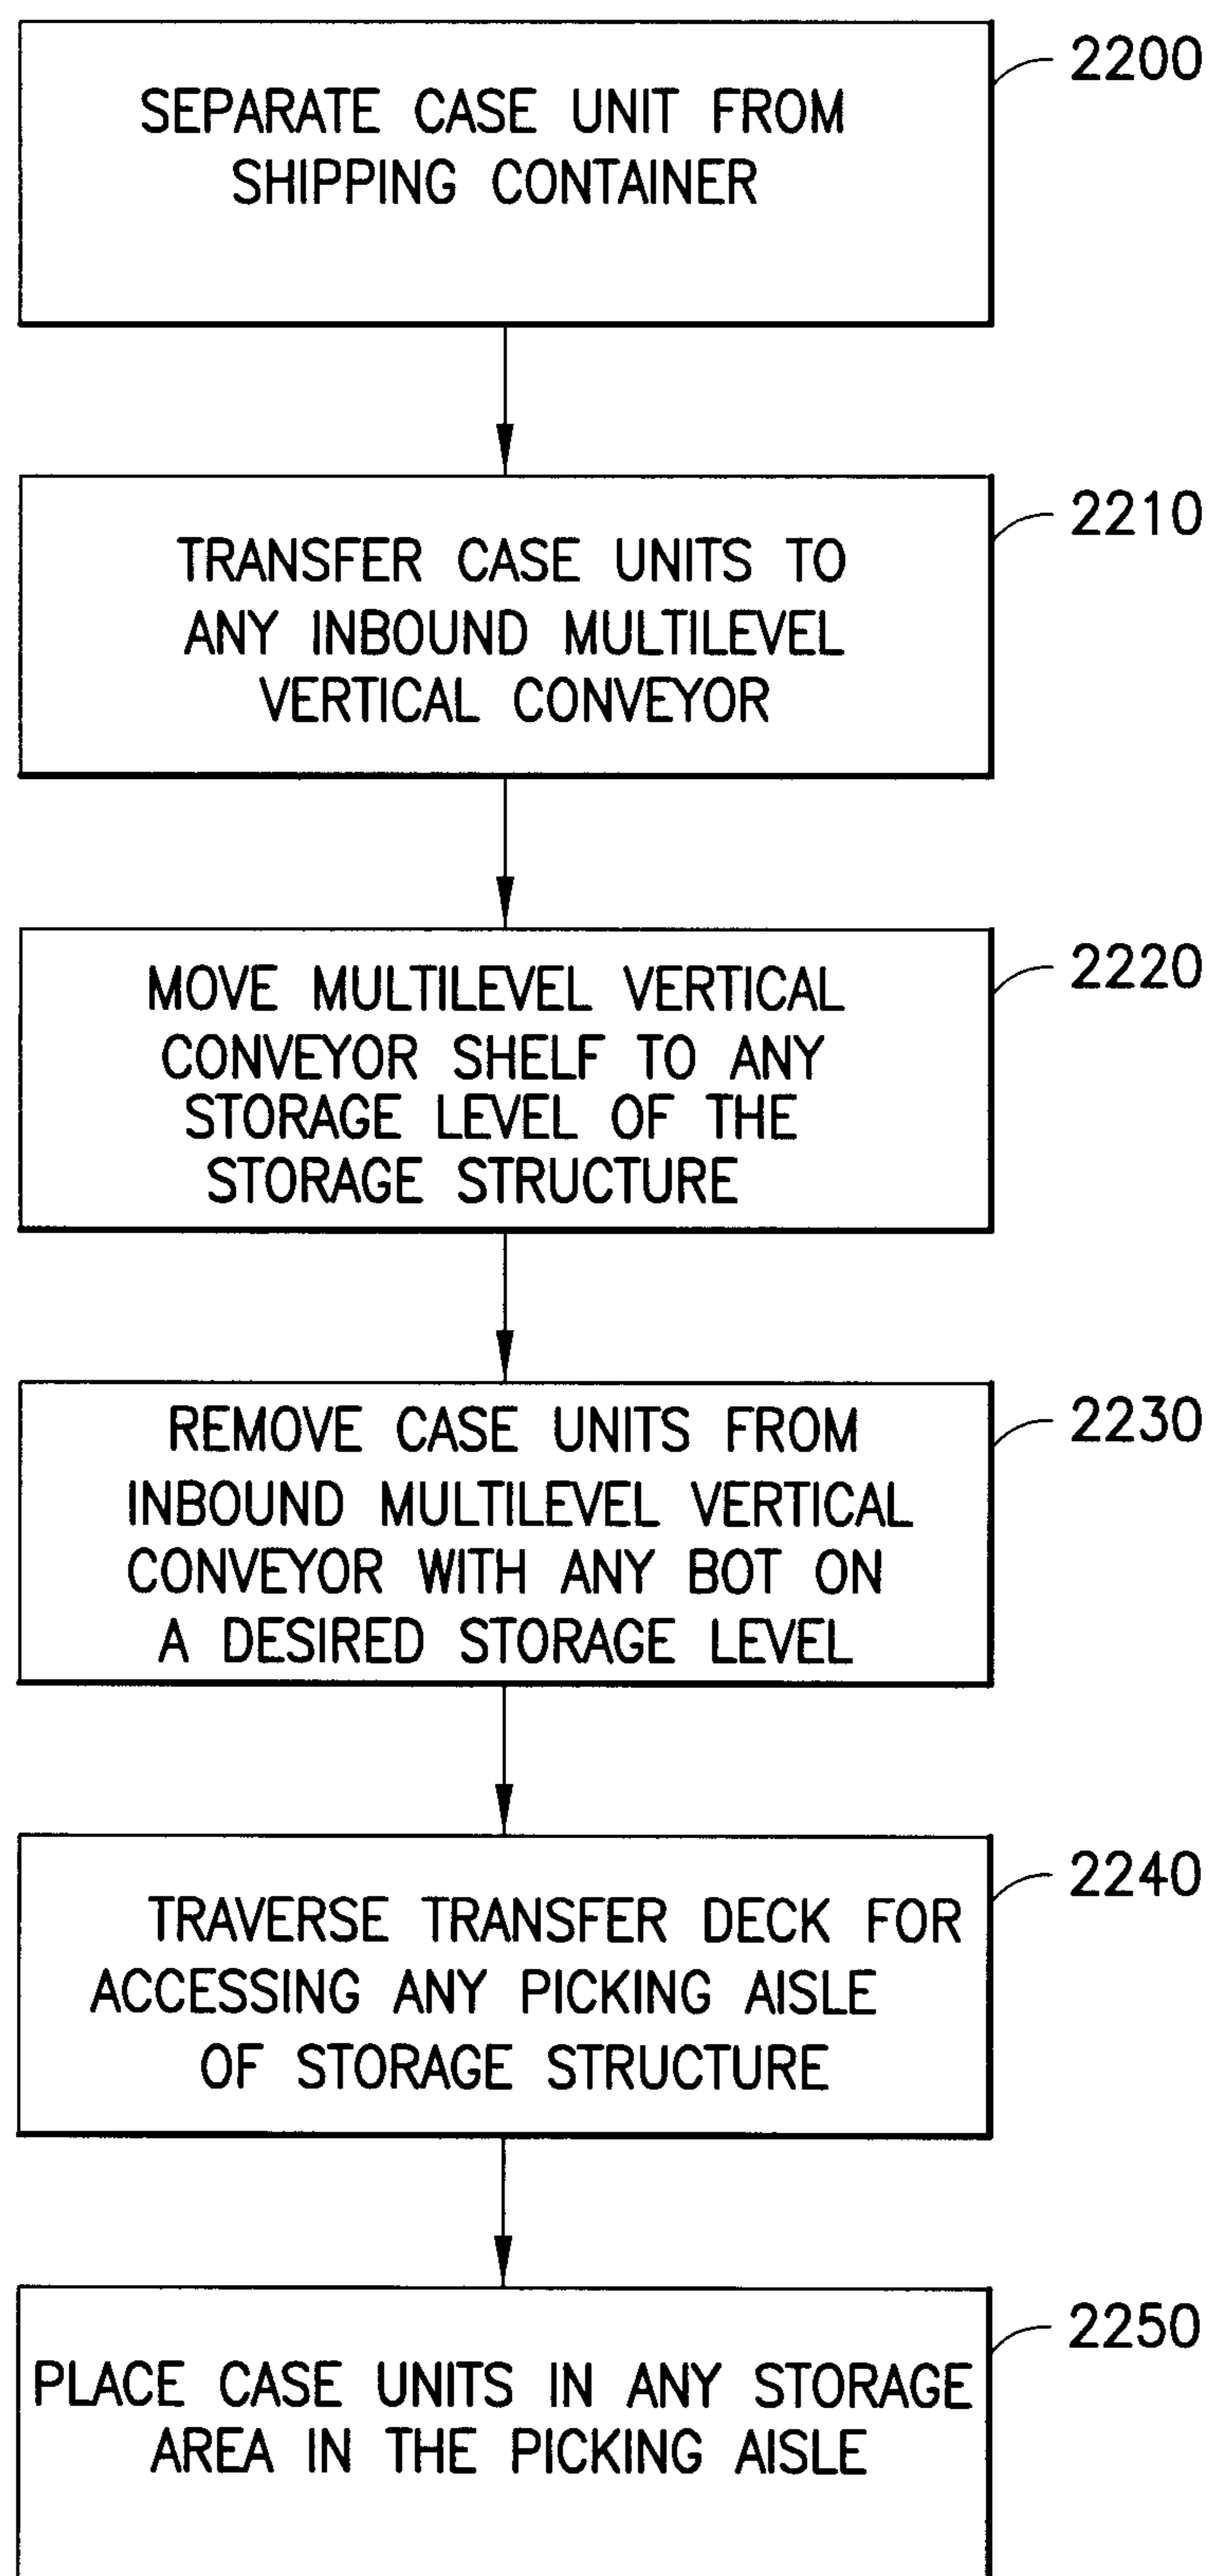 2200
SEPARATE CASE UNIT FROM
SHIPPING CONTAINER
2210
TRANSFER CASE UNITS TO
ANY INBOUND MULTILEVEL
VERTICAL CONVEYOR
2220
MOVE MULTILEVEL VERTICAL
CONVEYOR SHELF TO ANY
STORAGE LEVEL OF THE
STORAGE STRUCTURE
2230
REMOVE CASE UNITS FROM
INBOUND MULTILEVEL VERTICAL
CONVEYOR WITH ANY BOT ON
A DESIRED STORAGE LEVEL
2240
TRAVERSE TRANSFER DECK FOR
ACCESSING ANY PICKING AISLE
OF STORAGE STRUCTURE
2250
PLACE CASE UNITS IN ANY STORAGE
AREA IN THE PICKING AISLE